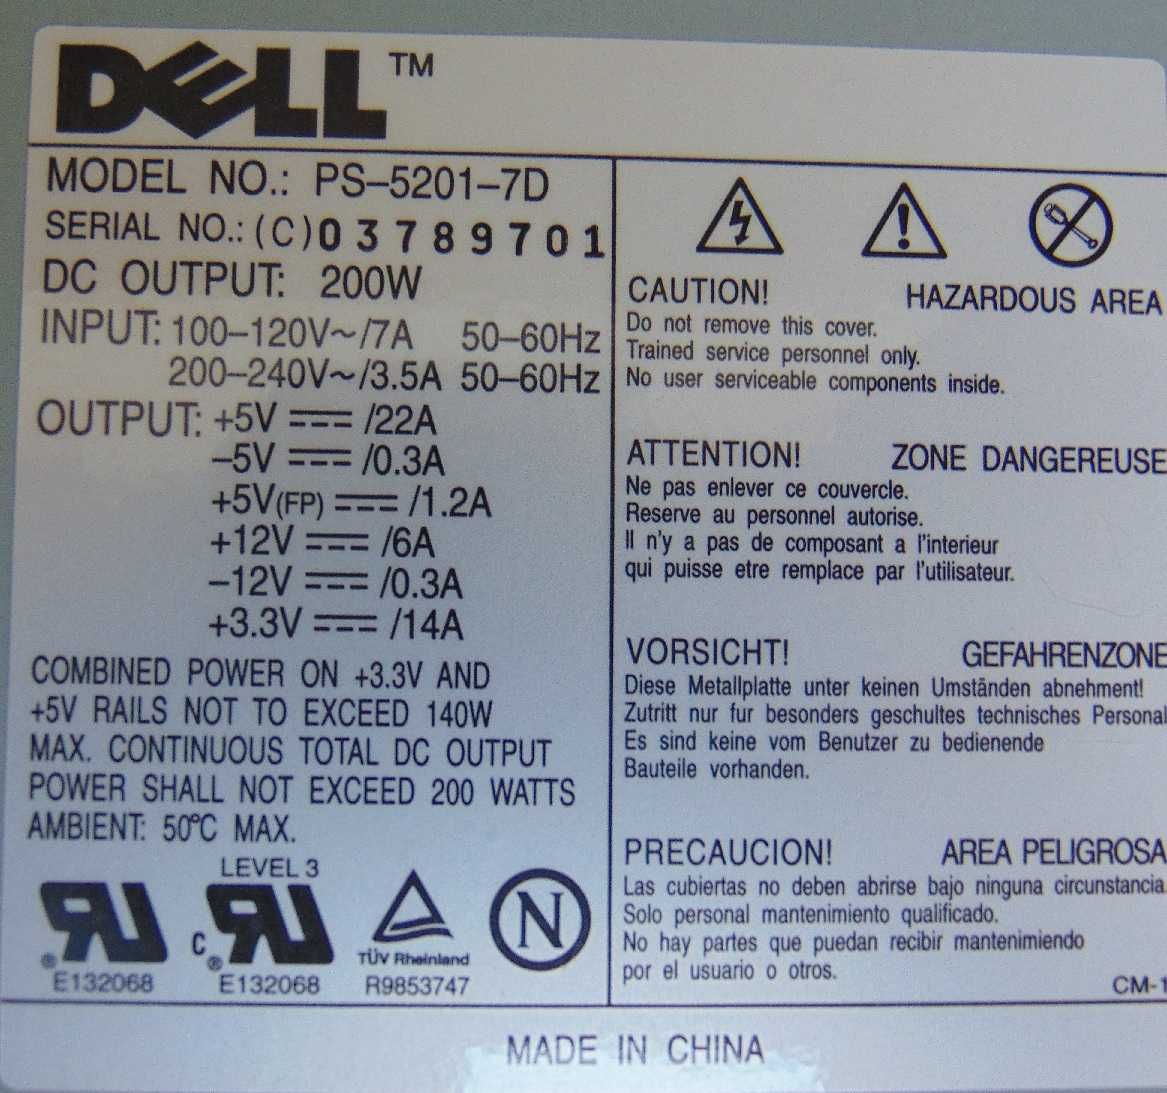 DELL™
MODEL NO.: PS–5201–7D
SERIAL NO.: (C)03789701
DC OUTPUT: 200W
INPUT: 100–120V~/7A 50–60Hz
200–240V~/3.5A 50–60Hz
OUTPUT: +5V ⎓ /22A
–5V ⎓ /0.3A
+5V(FP) ⎓ /1.2A
+12V ⎓ /6A
–12V ⎓ /0.3A
+3.3V ⎓ /14A
COMBINED POWER ON +3.3V AND
+5V RAILS NOT TO EXCEED 140W
MAX. CONTINUOUS TOTAL DC OUTPUT
POWER SHALL NOT EXCEED 200 WATTS
AMBIENT: 50°C MAX.
LEVEL 3
RU® C RU® TÜV Rheinland N
E132068 E132068 R9853747
CAUTION! HAZARDOUS AREA
Do not remove this cover.
Trained service personnel only.
No user serviceable components inside.
ATTENTION! ZONE DANGEREUSE
Ne pas enlever ce couvercle.
Reserve au personnel autorise.
Il n'y a pas de composant a l'interieur
qui puisse etre remplace par l'utilisateur.
VORSICHT! GEFAHRENZONE
Diese Metallplatte unter keinen Umständen abnehment!
Zutritt nur fur besonders geschultes technisches Personal
Es sind keine vom Benutzer zu bedienende
Bauteile vorhanden.
PRECAUCION! AREA PELIGROSA
Las cubiertas no deben abrirse bajo ninguna circunstancia.
Solo personal mantenimiento qualificado.
No hay partes que puedan recibir mantenimiendo
por el usuario o otros.
CM-1
MADE IN CHINA